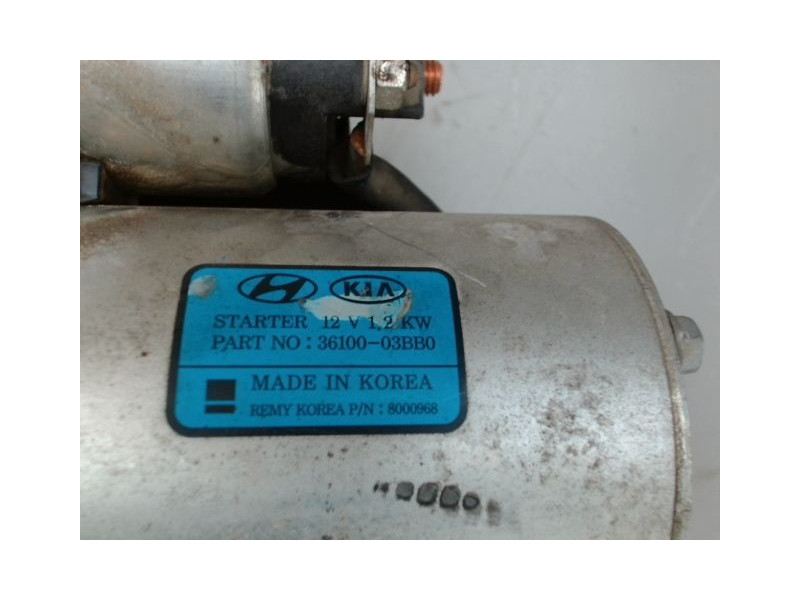 KIA
STARTER 12 V 1,2 KW
PART NO : 36100-03BB0
MADE IN KOREA
REMY KOREA P/N : 8000968